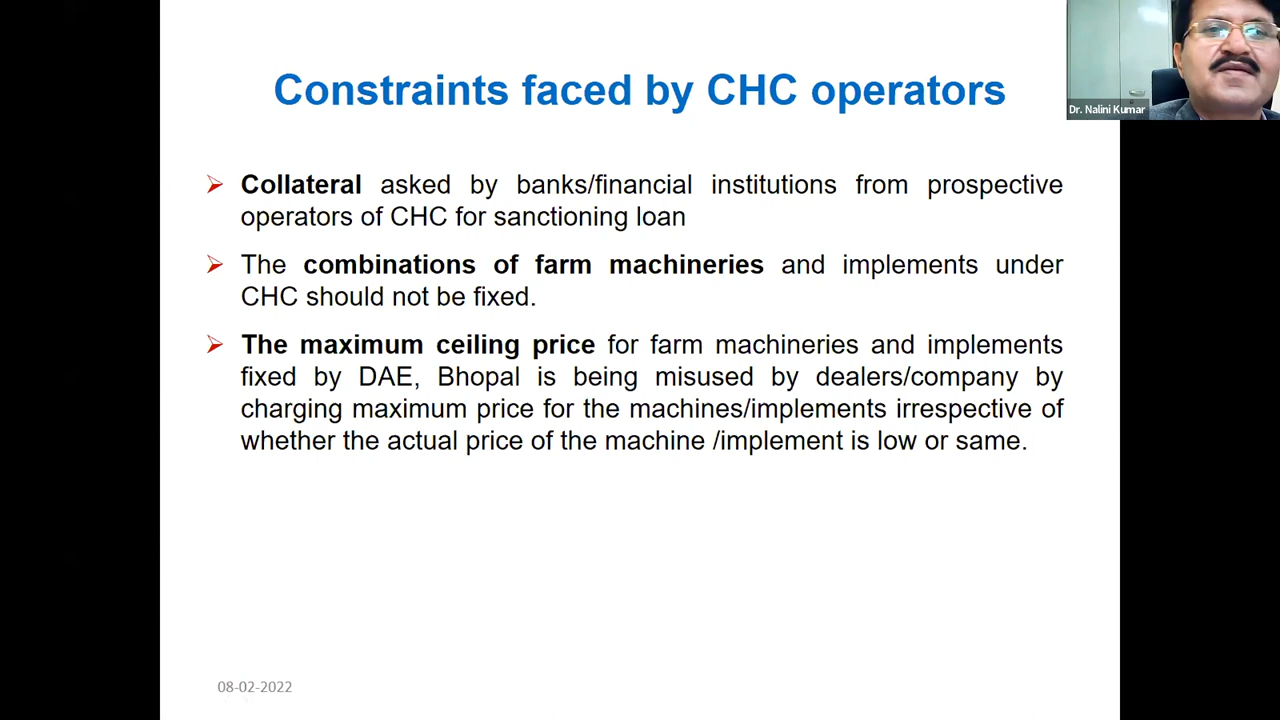 Constraints faced by CHC operators
Dr. Nalini Kumar
Collateral asked by banks/financial institutions from prospective
operators of CHC for sanctioning loan
The combinations of farm machineries and implements under
CHC should not be fixed.
The maximum ceiling price for farm machineries and implements
fixed by DAE, Bhopal is being misused by dealers/company by
charging maximum price for the machines/implements irrespective of
whether the actual price of the machine /implement is low or same.
08-02-2022